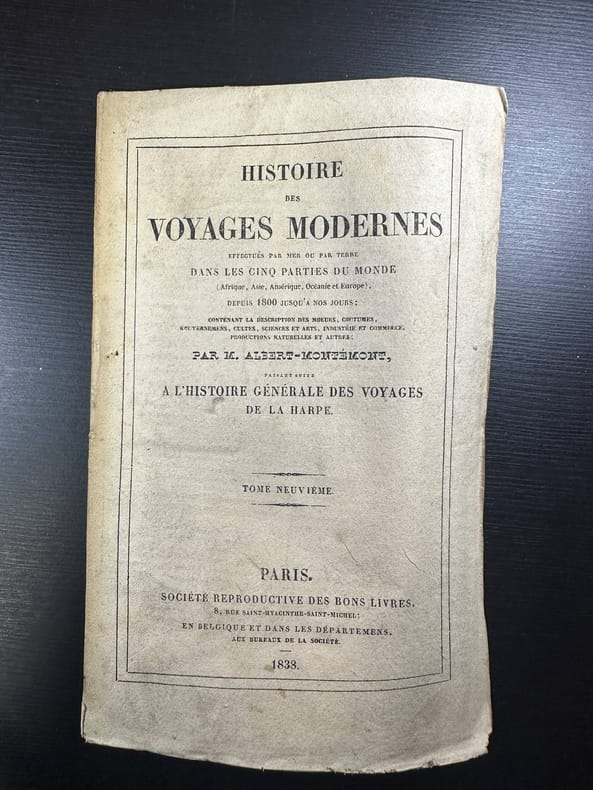 HISTOIRE
DES
VOYAGES MODERNES
EFFECTUÉS PAR MER OU PAR TERRE
DANS LES CINQ PARTIES DU MONDE
(Afrique, Asie, Amérique, Océanie et Europe),
DEPUIS 1800 JUSQU'A NOS JOURS;
CONTENANT LA DESCRIPTION DES MOEURS, COUTUMES,
GOUVERNEMENS, CULTES, SCIENCES ET ARTS, INDUSTRIE ET COMMERCE,
PRODUCTIONS NATURELLES ET AUTRES;
PAR M. ALBERT-MONTÉMONT,
FAISANT SUITE
A L'HISTOIRE GÉNÉRALE DES VOYAGES
DE LA HARPE.
TOME NEUVIÈME.
PARIS.
SOCIÉTÉ REPRODUCTIVE DES BONS LIVRES.
8, RUE SAINT-HYACINTHE-SAINT-MICHEL;
EN BELGIQUE ET DANS LES DÉPARTEMENS.
AUX BUREAUX DE LA SOCIÉTÉ.
1838.